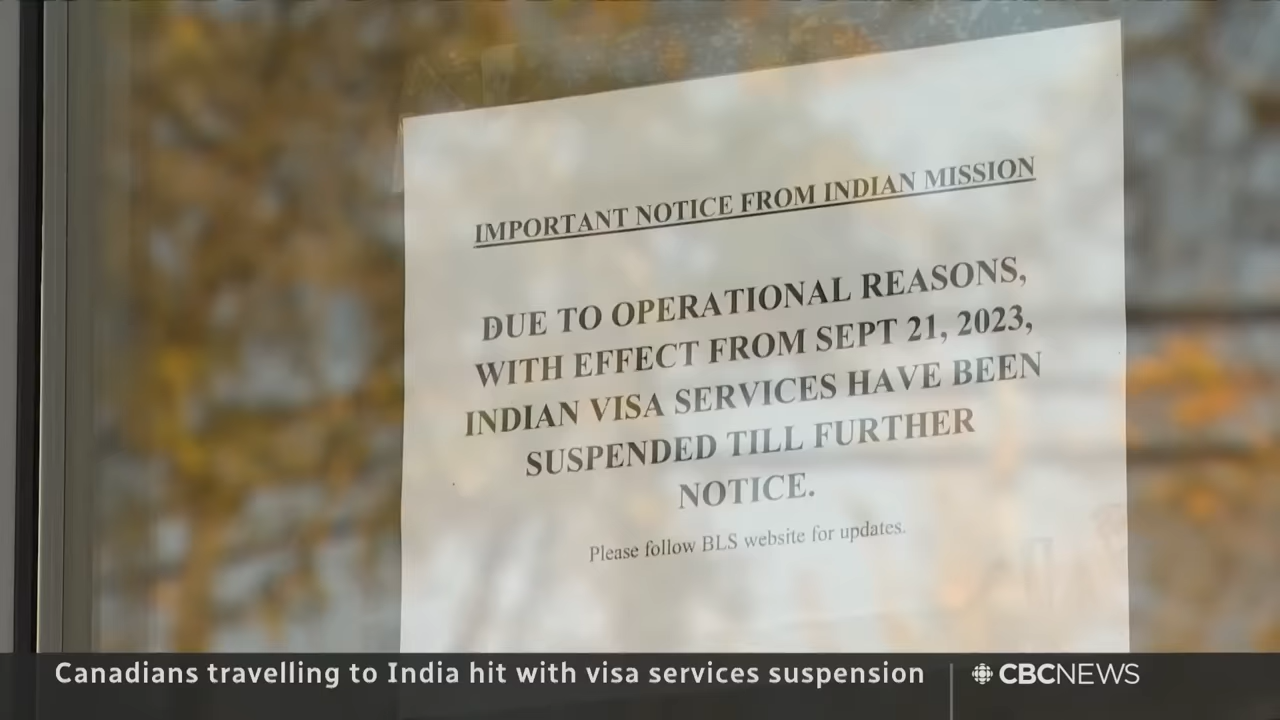 IMPORTANT NOTICE FROM INDIAN MISSION
DUE TO OPERATIONAL REASONS,
WITH EFFECT FROM SEPT 21, 2023,
INDIAN VISA SERVICES HAVE BEEN
SUSPENDED TILL FURTHER
NOTICE.
Please follow BLS website for updates.
Canadians travelling to India hit with visa services suspension
CBCNEWS